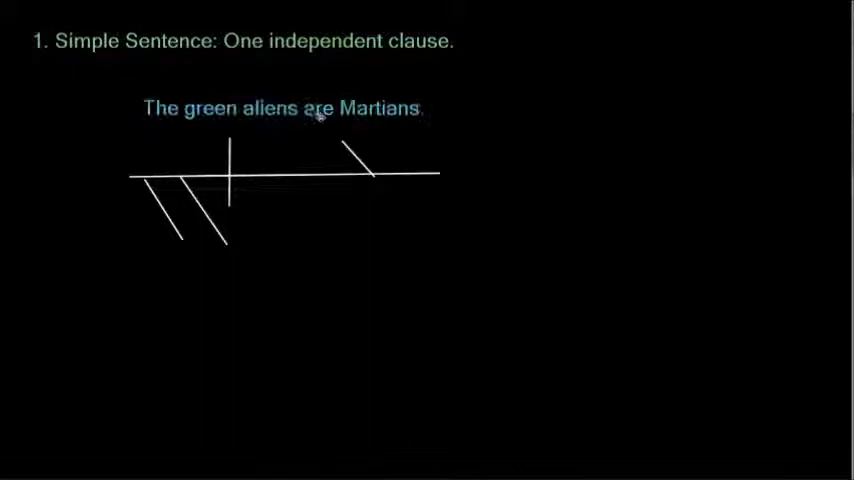 1. Simple Sentence: One independent clause.
The green aliens are Martians.